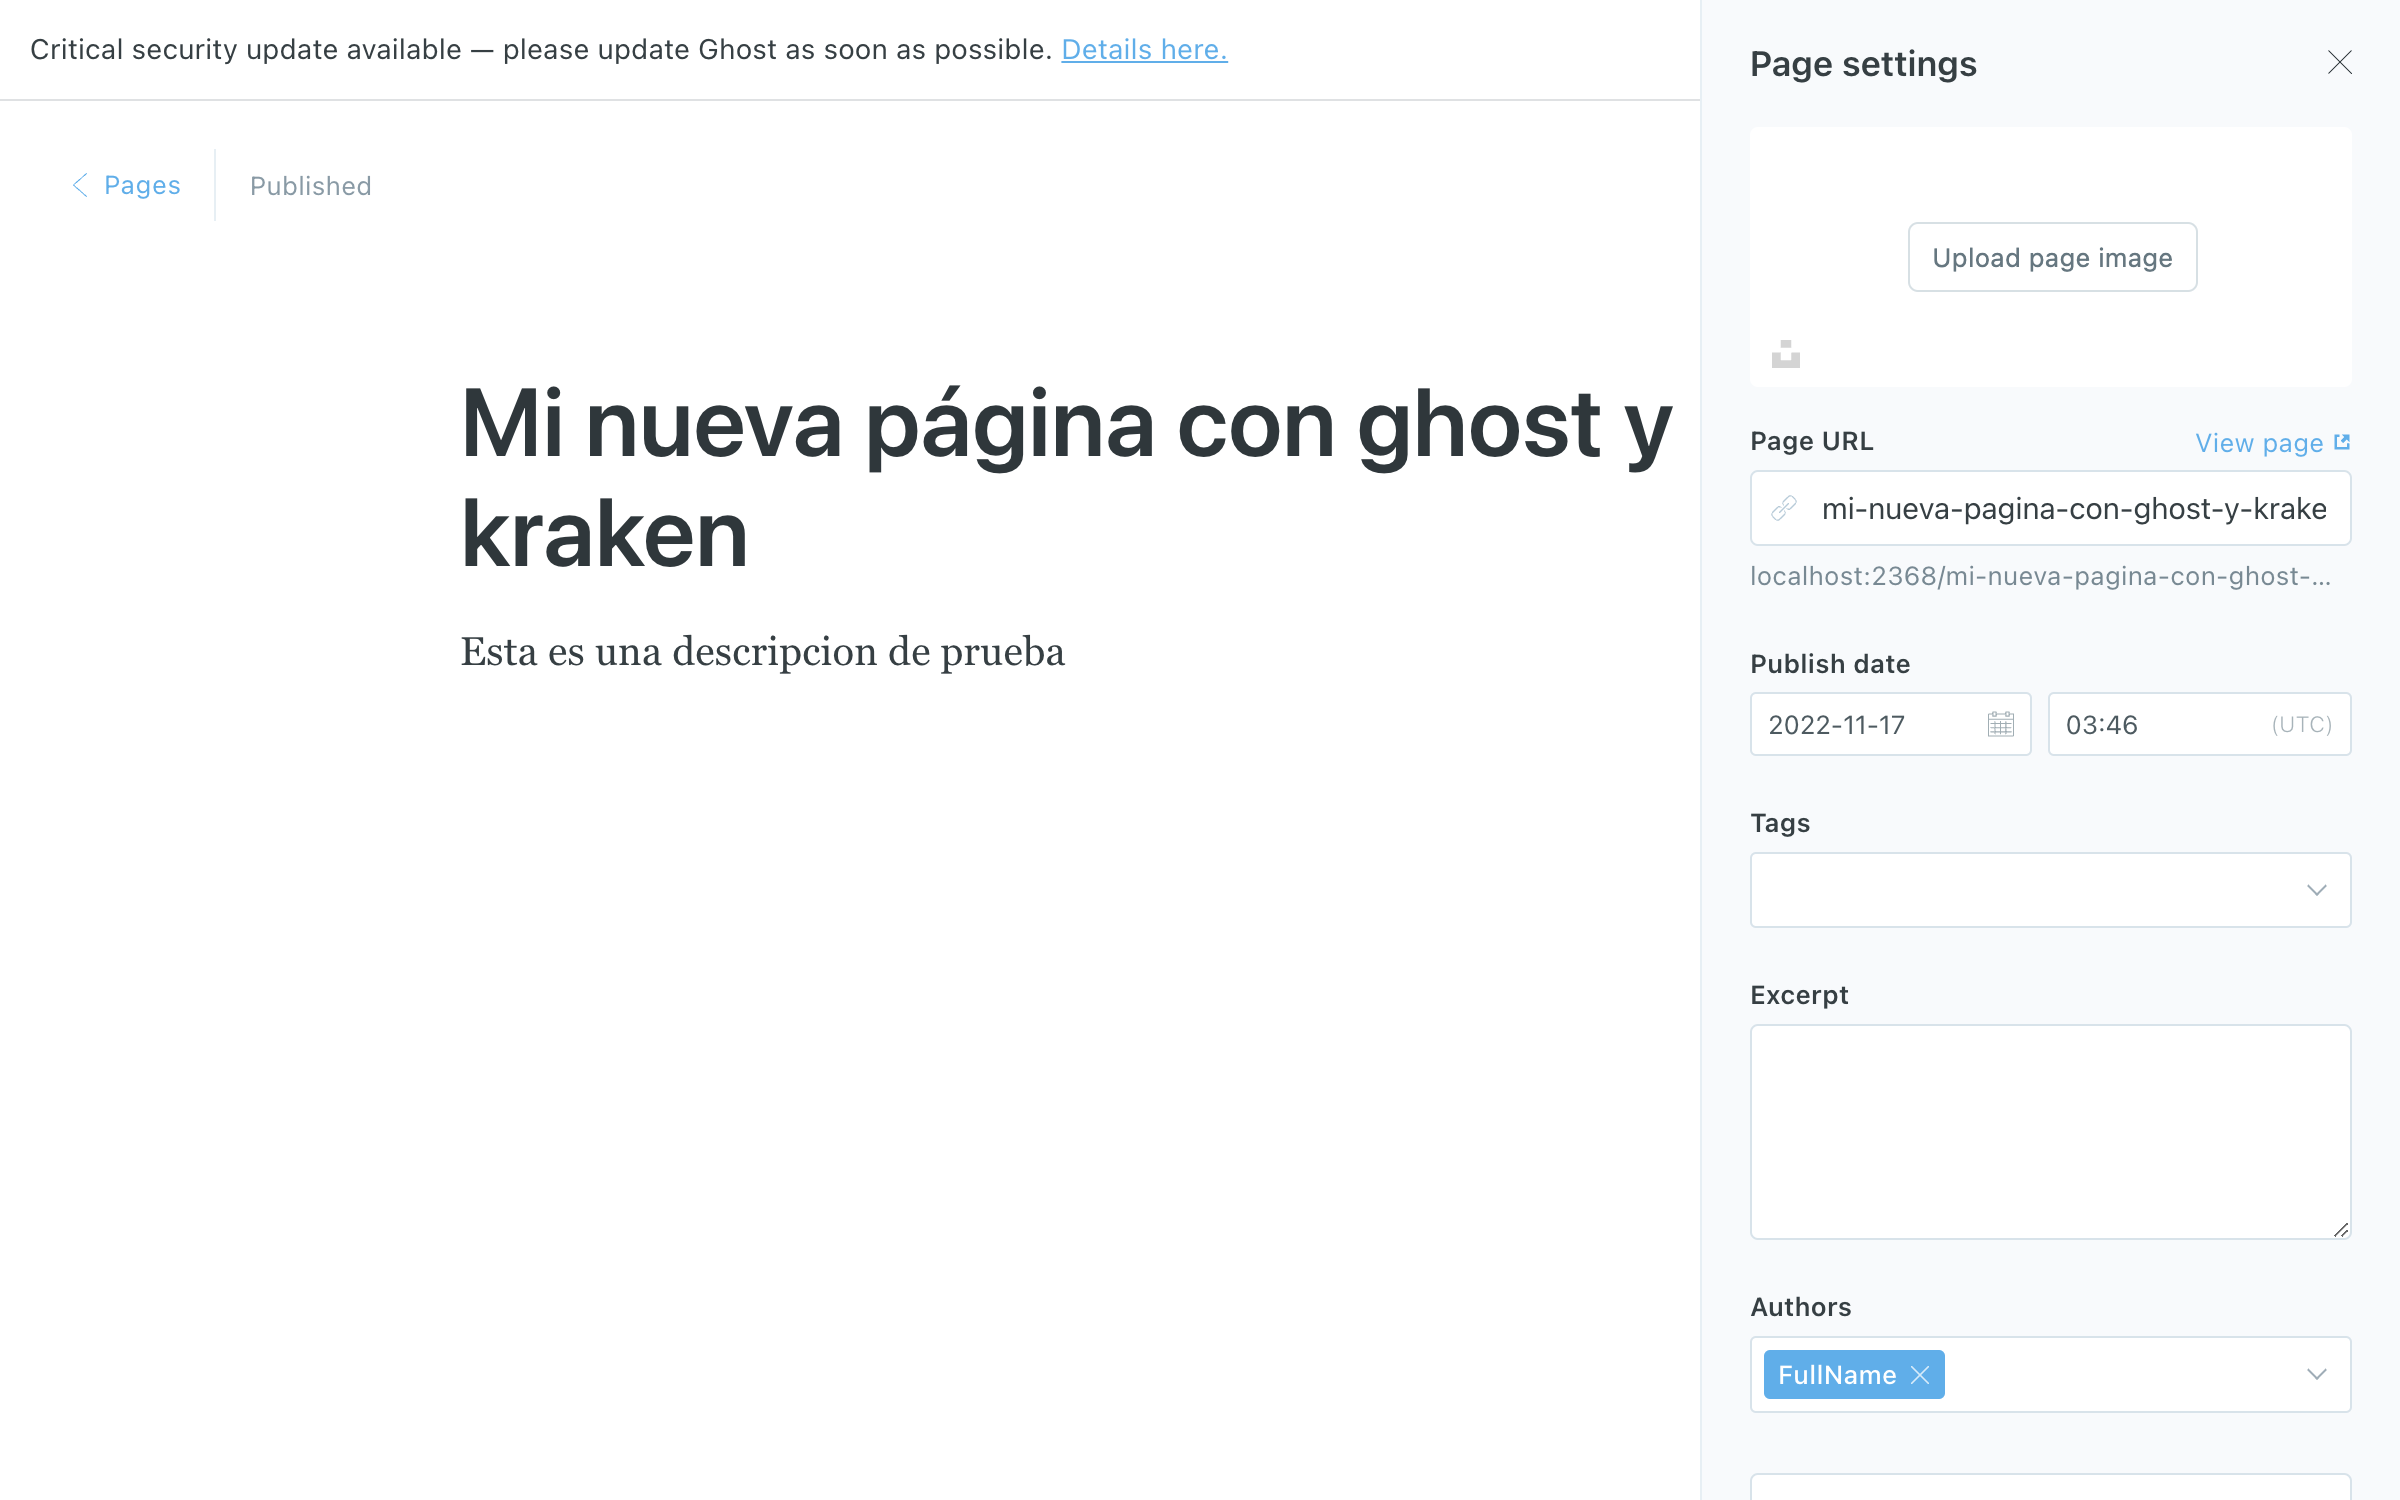 Critical security update available — please update Ghost as soon as possible. Details here.
Pages
Published
Mi nueva página con ghost y
kraken
Esta es una descripcion de prueba
Page settings
Upload page image
Page URL
View page
mi-nueva-pagina-con-ghost-y-krake
localhost:2368/mi-nueva-pagina-con-ghost-...
Publish date
2022-11-17
03:46 (UTC)
Tags
Excerpt
Authors
FullName